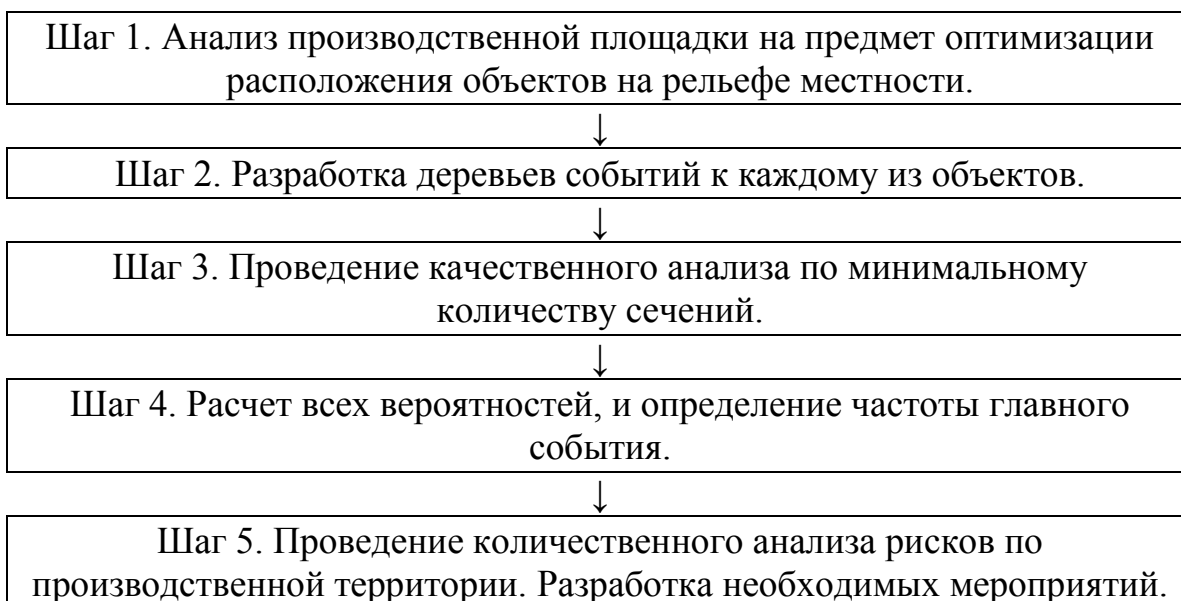 Шаг 1. Анализ производственной площадки на предмет оптимизации
расположения объектов на рельефе местности.
↓
Шаг 2. Разработка деревьев событий к каждому из объектов.
↓
Шаг 3. Проведение качественного анализа по минимальному
количеству сечений.
↓
Шаг 4. Расчет всех вероятностей, и определение частоты главного
события.
↓
Шаг 5. Проведение количественного анализа рисков по
производственной территории. Разработка необходимых мероприятий.